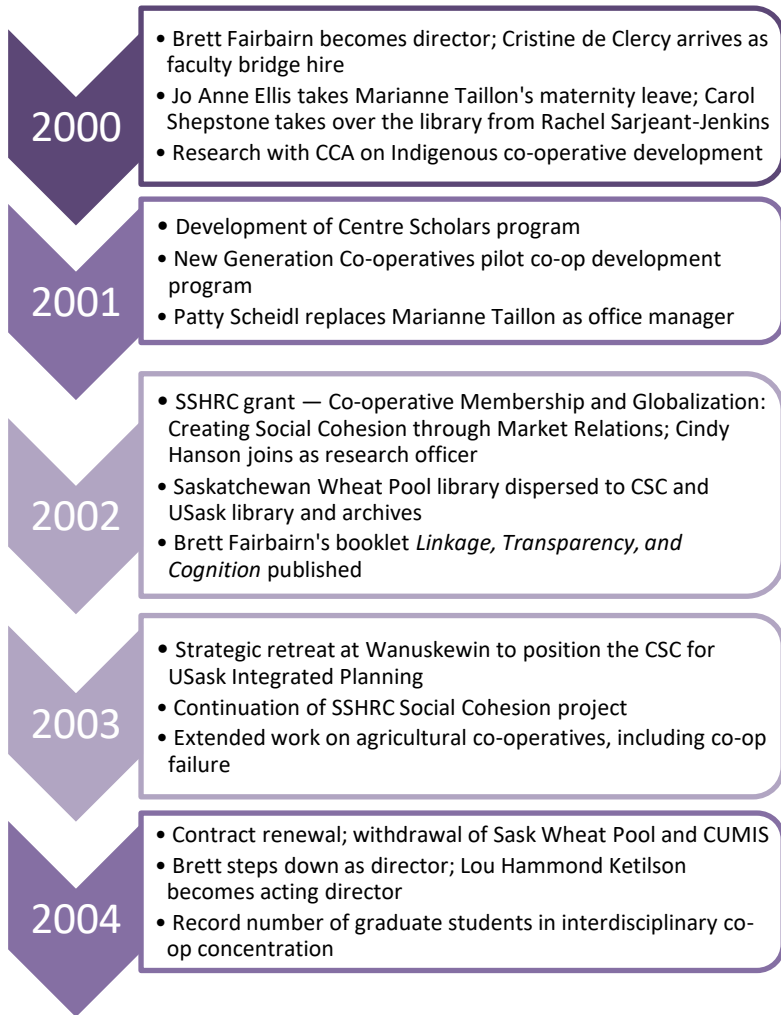 2000
• Brett Fairbairn becomes director; Cristine de Clercy arrives as
faculty bridge hire
• Jo Anne Ellis takes Marianne Taillon's maternity leave; Carol
Shepstone takes over the library from Rachel Sarjeant-Jenkins
• Research with CCA on Indigenous co-operative development
2001
• Development of Centre Scholars program
• New Generation Co-operatives pilot co-op development
program
• Patty Scheidl replaces Marianne Taillon as office manager
2002
• SSHRC grant — Co-operative Membership and Globalization:
Creating Social Cohesion through Market Relations; Cindy
Hanson joins as research officer
• Saskatchewan Wheat Pool library dispersed to CSC and
USask library and archives
• Brett Fairbairn's booklet Linkage, Transparency, and
Cognition published
2003
• Strategic retreat at Wanuskewin to position the CSC for
USask Integrated Planning
• Continuation of SSHRC Social Cohesion project
• Extended work on agricultural co-operatives, including co-op
failure
2004
• Contract renewal; withdrawal of Sask Wheat Pool and CUMIS
• Brett steps down as director; Lou Hammond Ketilson
becomes acting director
• Record number of graduate students in interdisciplinary co-
op concentration